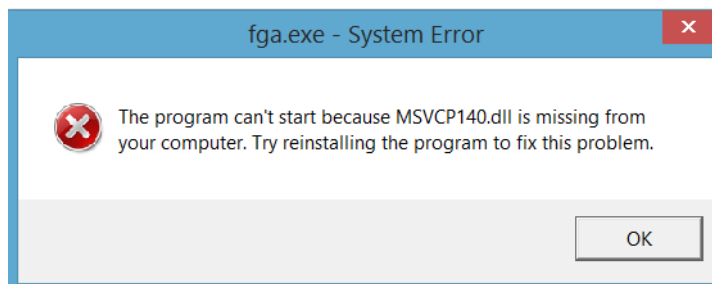 fga.exe - System Error
The program can't start because MSVCP140.dll is missing from
your computer. Try reinstalling the program to fix this problem.
OK